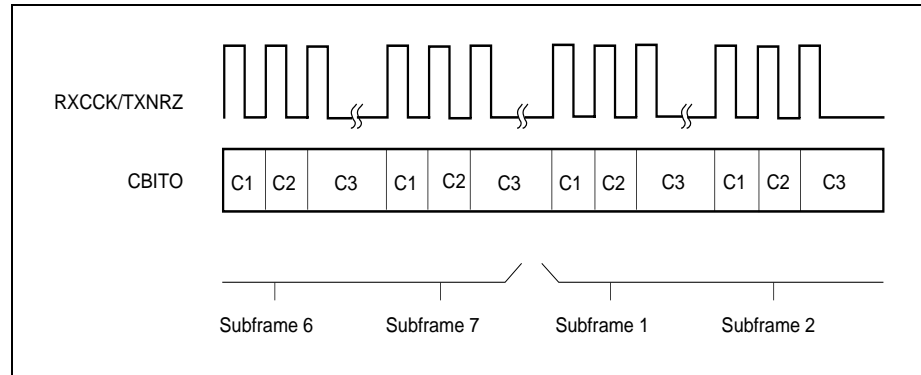 RXCCK/TXNRZ
CBITO C1 C2 C3 C1 C2 C3 C1 C2 C3 C1 C2 C3
Subframe 6 Subframe 7 Subframe 1 Subframe 2